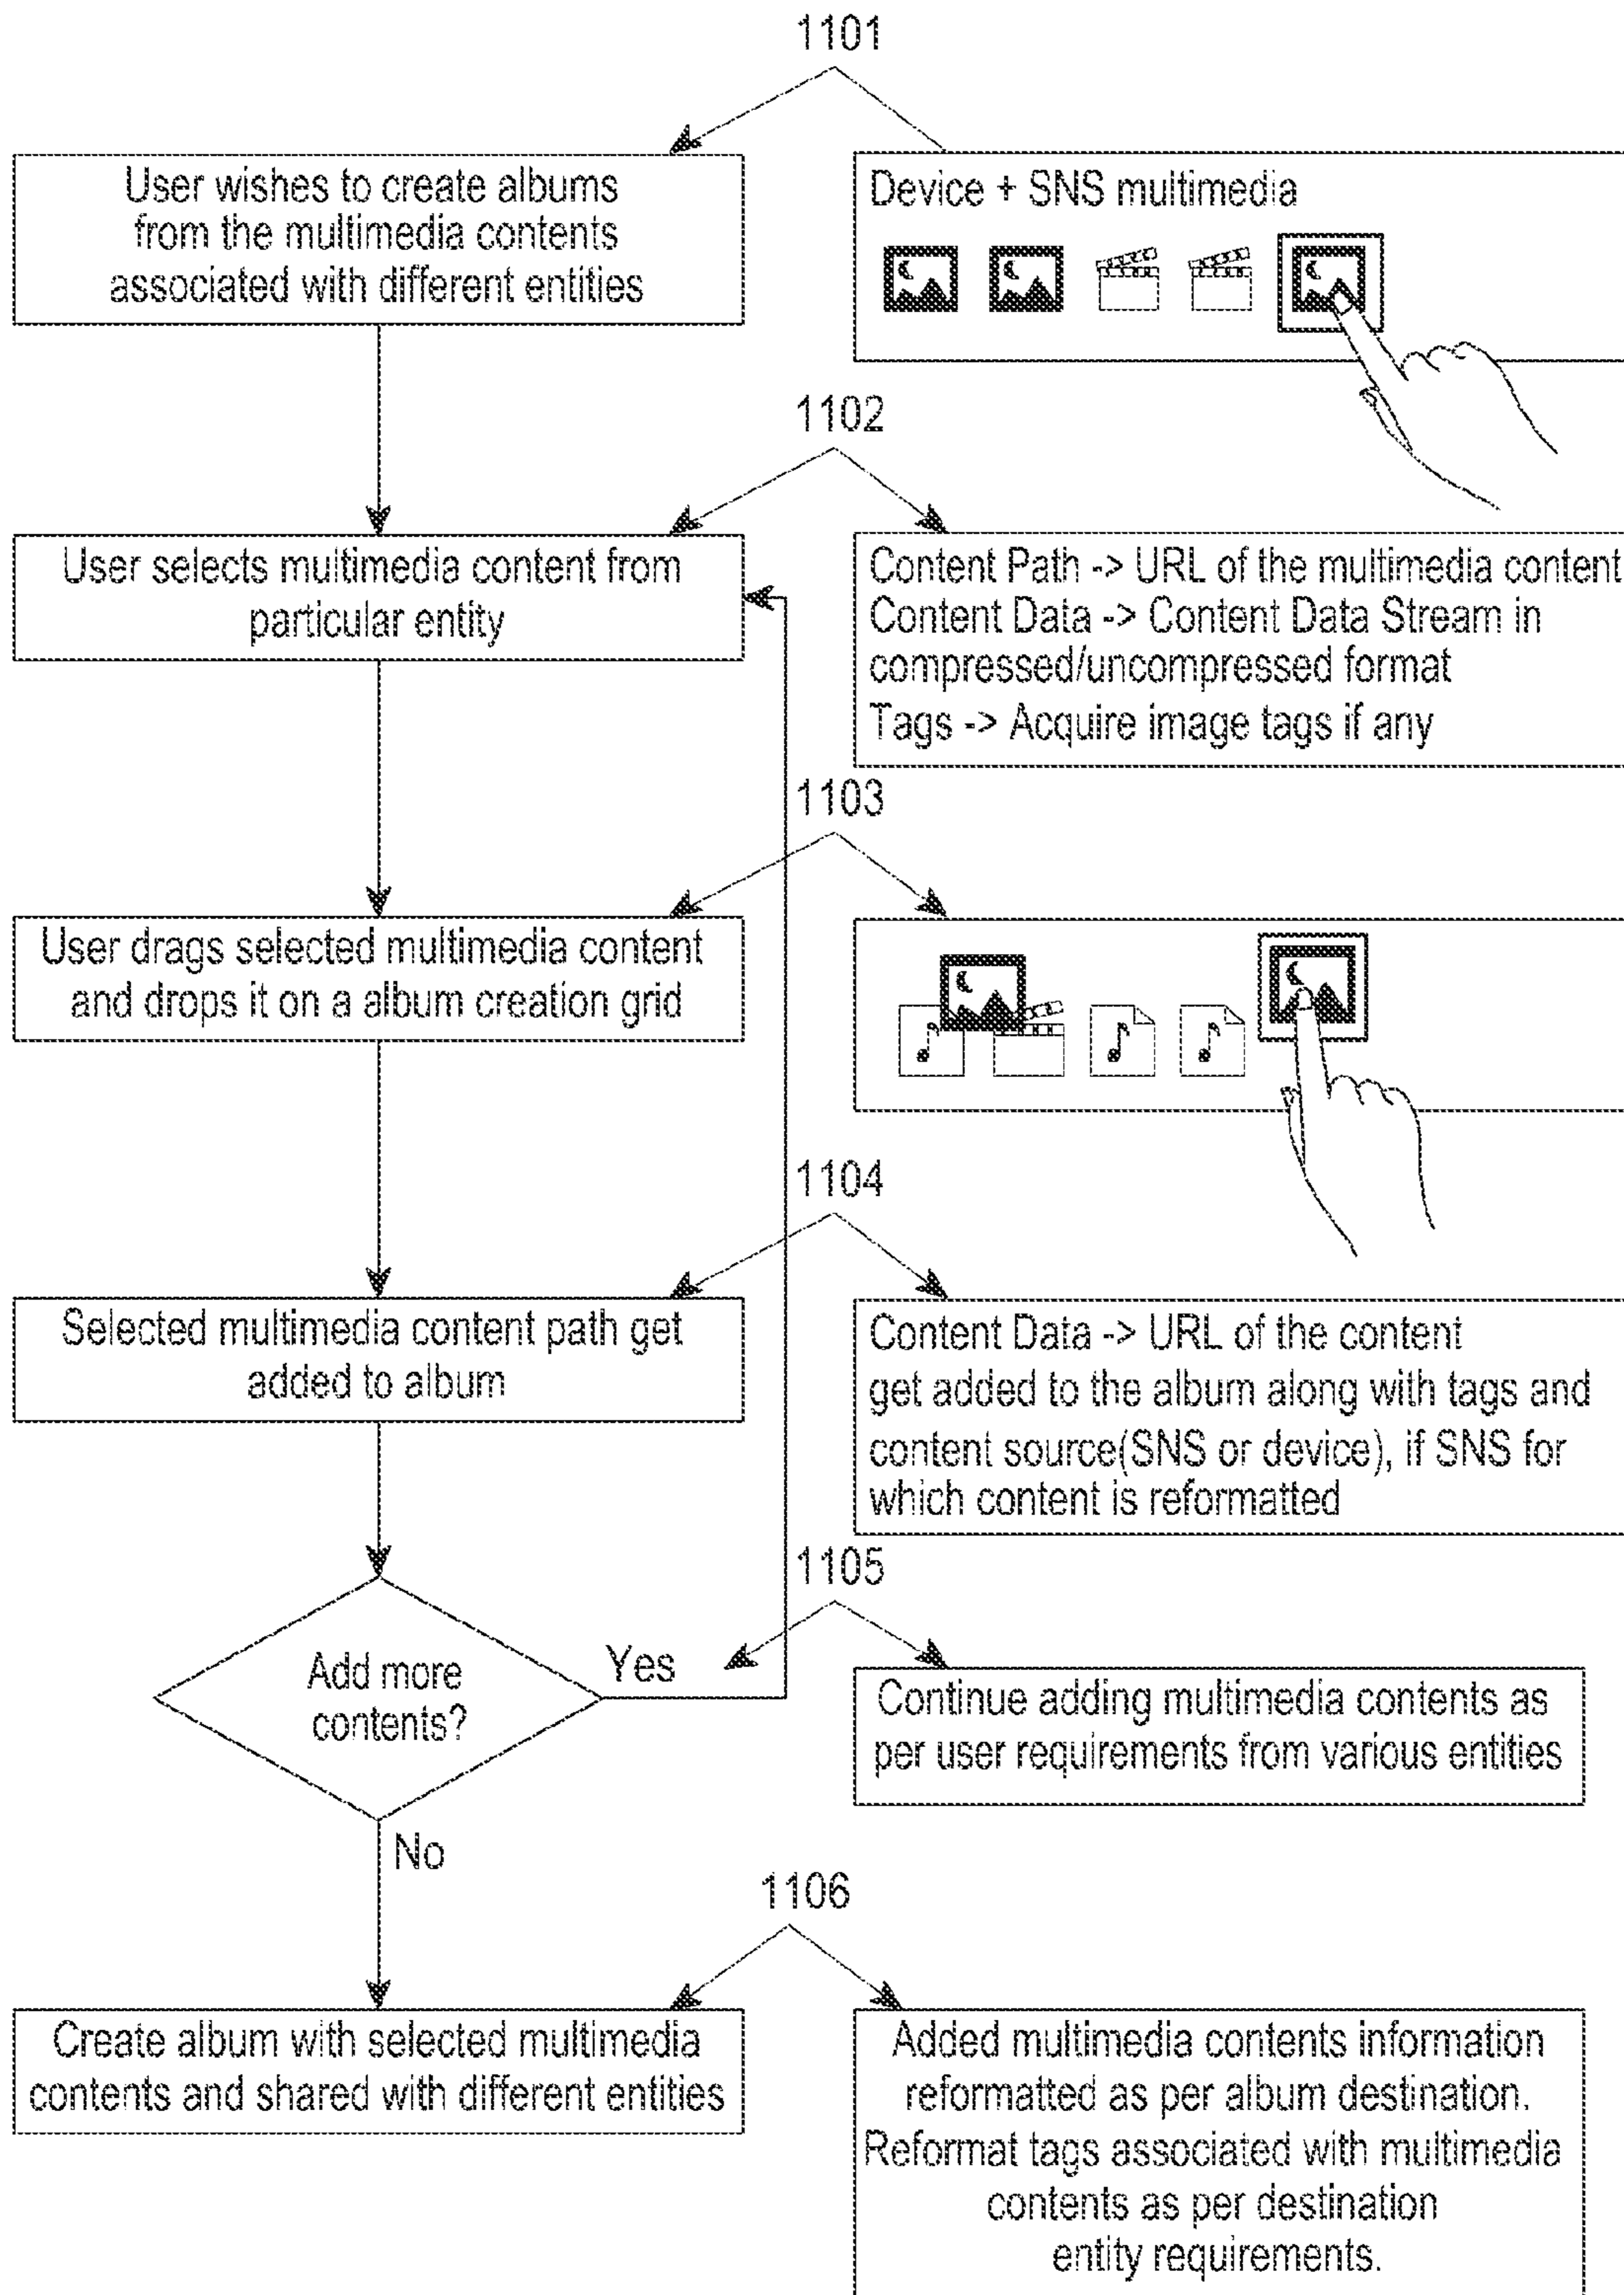 1101
User wishes to create albums
from the multimedia contents
associated with different entities
Device + SNS multimedia
1102
User selects multimedia content from
particular entity
Content Path -> URL of the multimedia content
Content Data -> Content Data Stream in
compressed/uncompressed format
Tags -> Acquire image tags if any
1103
User drags selected multimedia content
and drops it on a album creation grid
1104
Selected multimedia content path get
added to album
Content Data -> URL of the content
get added to the album along with tags and
content source(SNS or device), if SNS for
which content is reformatted
1105
Add more
contents?
Yes
Continue adding multimedia contents as
per user requirements from various entities
No
1106
Create album with selected multimedia
contents and shared with different entities
Added multimedia contents information
reformatted as per album destination.
Reformat tags associated with multimedia
contents as per destination
entity requirements.